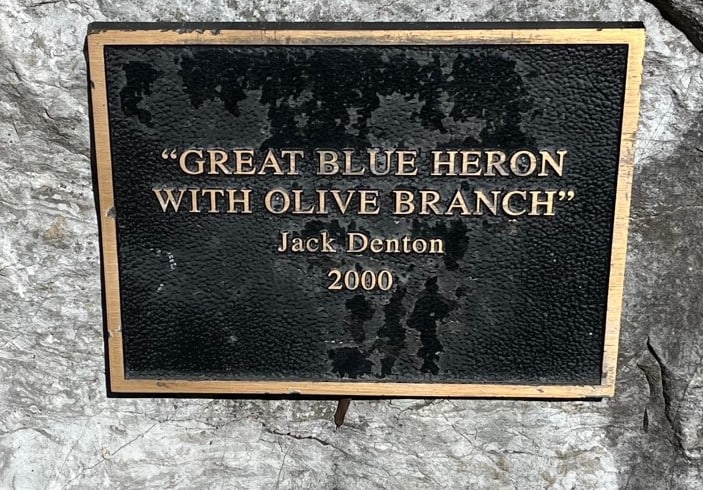 “GREAT BLUE HERON
WITH OLIVE BRANCH”
Jack Denton
2000